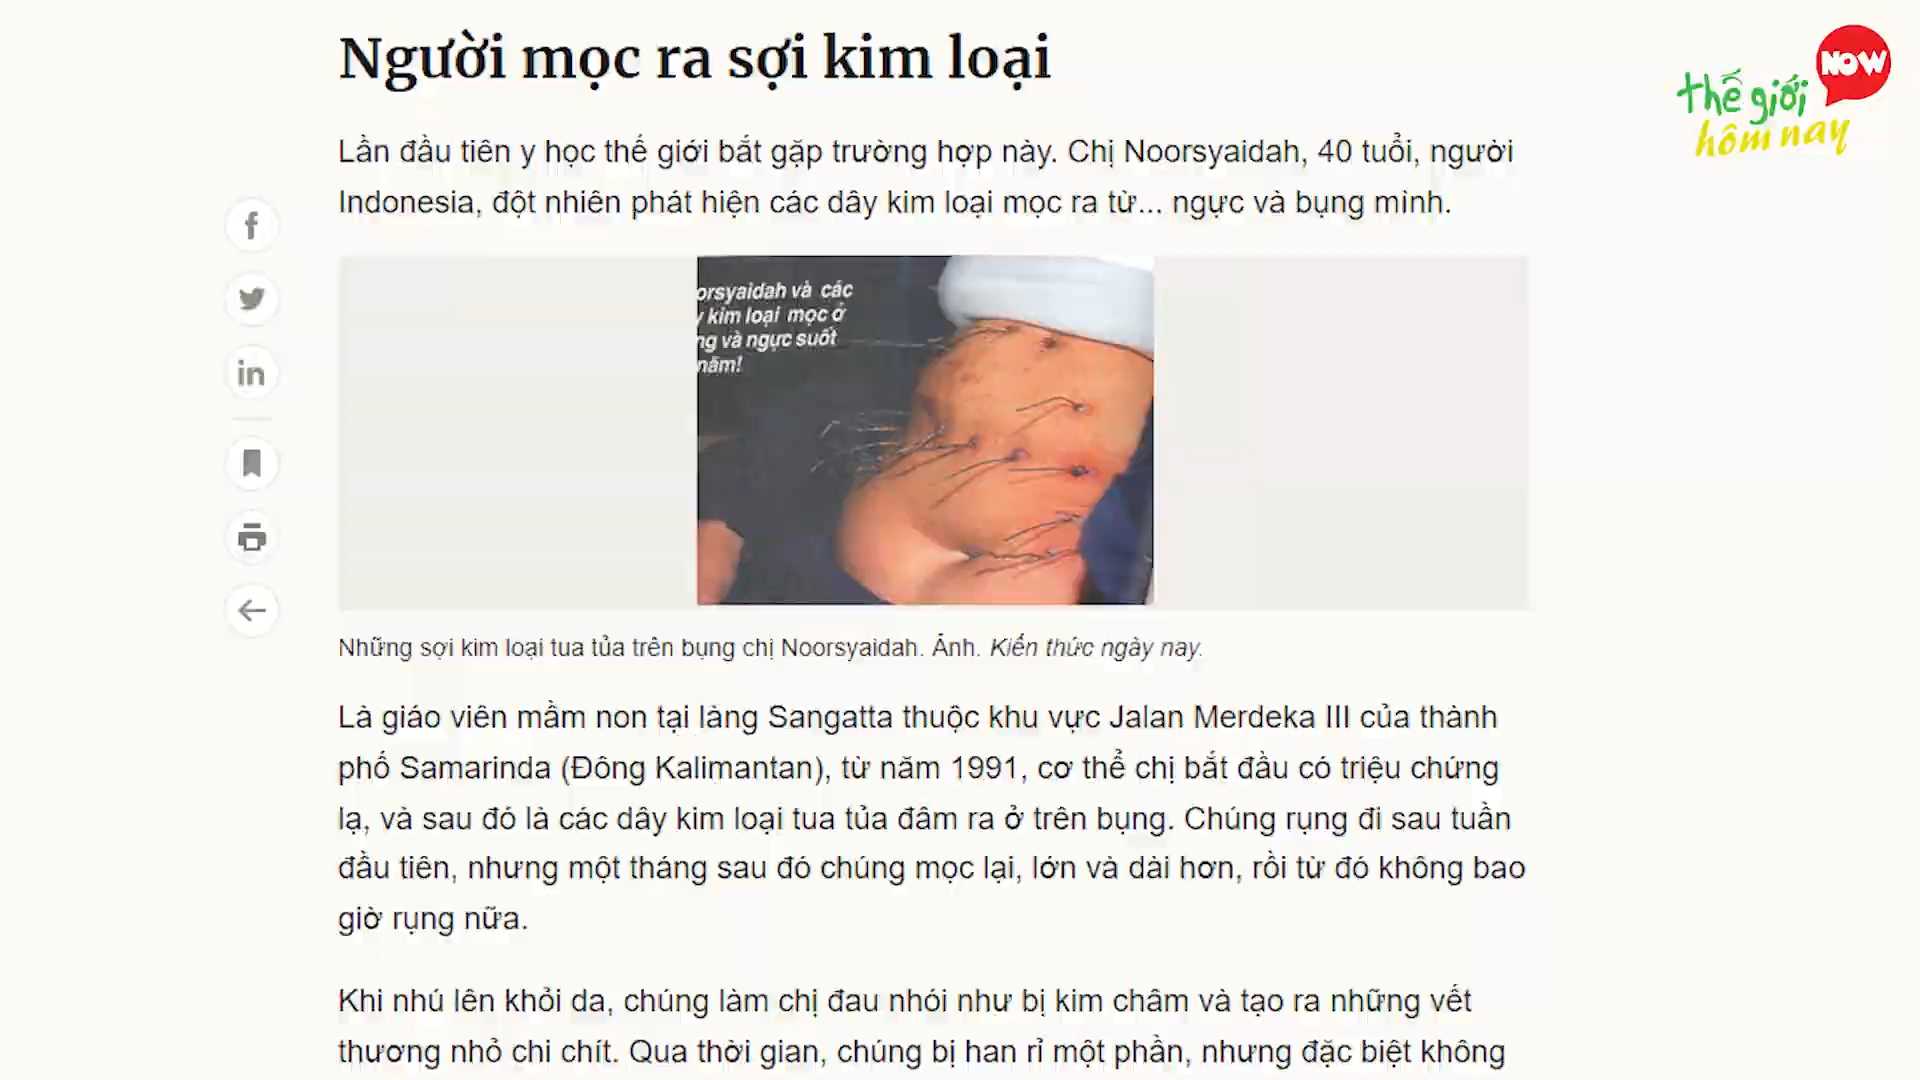 Người mọc ra sợi kim loại
NOW
thế giới
hôm nay
Lần đầu tiên y học thế giới bắt gặp trường hợp này. Chị Noorsyaidah, 40 tuổi, người
Indonesia, đột nhiên phát hiện các dây kim loại mọc ra từ... ngực và bụng mình.
orsyaidah và các
y kim loại mọc ở
ng và ngực suốt
năm!
Những sợi kim loại tua tủa trên bụng chị Noorsyaidah. Ảnh. Kiến thức ngày nay.
Là giáo viên mầm non tại làng Sangatta thuộc khu vực Jalan Merdeka III của thành
phố Samarinda (Đông Kalimantan), từ năm 1991, cơ thể chị bắt đầu có triệu chứng
lạ, và sau đó là các dây kim loại tua tủa đâm ra ở trên bụng. Chúng rụng đi sau tuần
đầu tiên, nhưng một tháng sau đó chúng mọc lại, lớn và dài hơn, rồi từ đó không bao
giờ rụng nữa.
Khi nhú lên khỏi da, chúng làm chị đau nhói như bị kim châm và tạo ra những vết
thương nhỏ chi chít. Qua thời gian, chúng bị han rỉ một phần, nhưng đặc biệt không